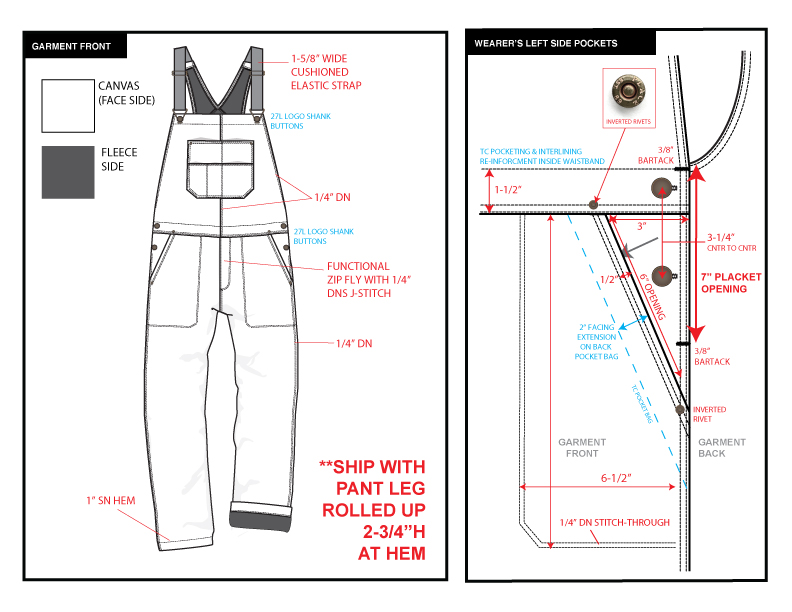 GARMENT FRONT
CANVAS
(FACE SIDE)
FLEECE
SIDE
1-5/8" WIDE
CUSHIONED
ELASTIC STRAP
27L LOGO SHANK
BUTTONS
1/4" DN
27L LOGO SHANK
BUTTONS
FUNCTIONAL
ZIP FLY WITH 1/4"
DNS J-STITCH
1/4" DN
**SHIP WITH
PANT LEG
ROLLED UP
2-3/4"H
AT HEM
1" SN HEM
WEARER'S LEFT SIDE POCKETS
INVERTED RIVETS
TC POCKETING & INTERLINING
RE-INFORCMENT INSIDE WAISTBAND
3/8"
BARTACK
1-1/2"
3"
3-1/4"
CNTR TO CNTR
7" PLACKET
OPENING
1/2"
6" OPENING
2" FACING
EXTENSION
ON BACK
POCKET BAG
3/8"
BARTACK
TC POCKET BAG
INVERTED
RIVET
GARMENT
FRONT
GARMENT
BACK
6-1/2"
1/4" DN STITCH-THROUGH